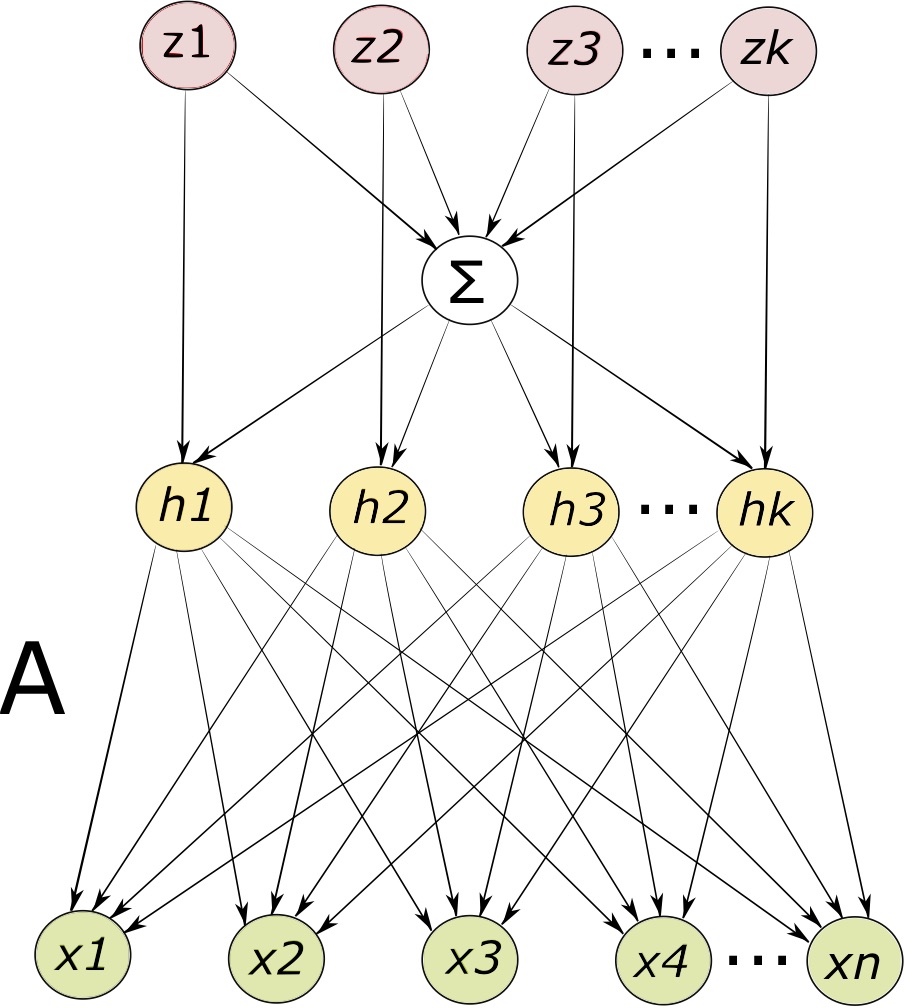 z1 z2 z3 ... zk
Σ
h1 h2 h3 ... hk
A
x1 x2 x3 x4 ... xn